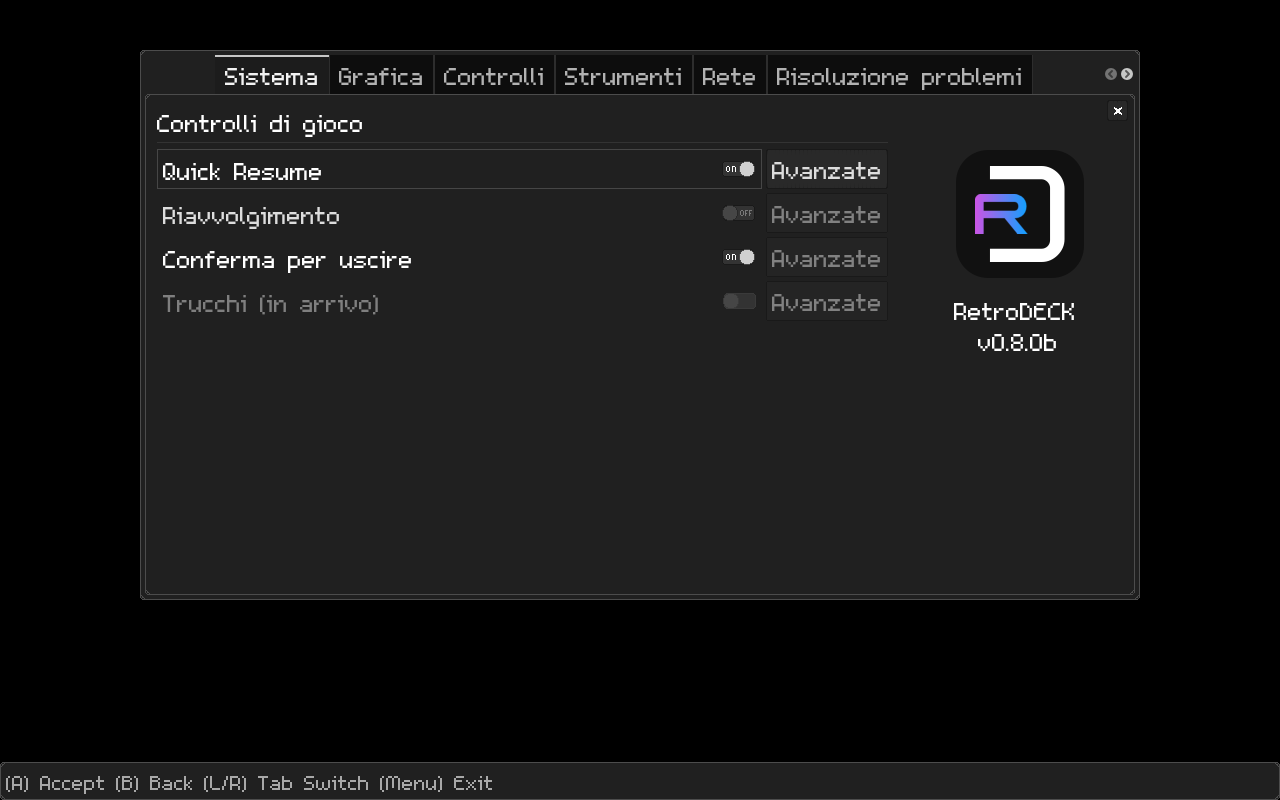 Sistema Grafica Controlli Strumenti Rete Risoluzione problemi
Controlli di gioco
Quick Resume on Avanzate
Riavvolgimento OFF Avanzate
Conferma per uscire on Avanzate
Trucchi (in arrivo) Avanzate
RetroDECK
v0.8.0b
(A) Accept (B) Back (L/R) Tab Switch (Menu) Exit